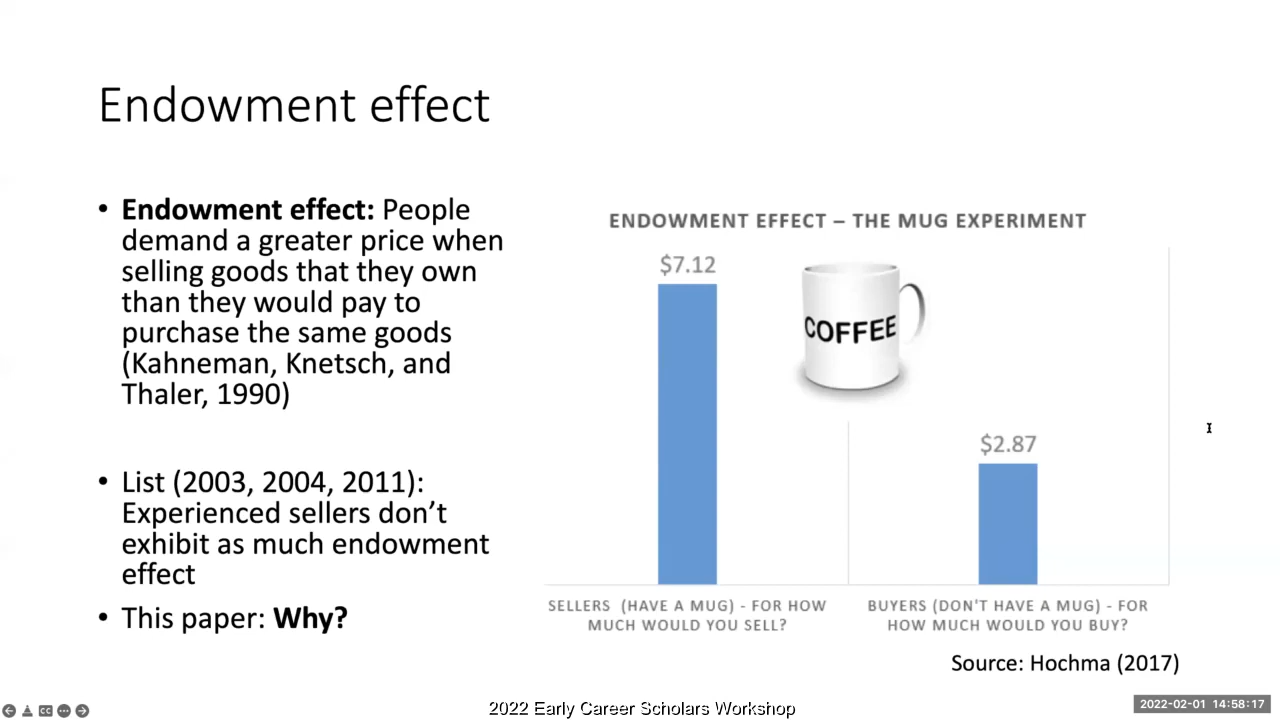 Endowment effect
• Endowment effect: People
demand a greater price when
selling goods that they own
than they would pay to
purchase the same goods
(Kahneman, Knetsch, and
Thaler, 1990)
• List (2003, 2004, 2011):
Experienced sellers don't
exhibit as much endowment
effect
• This paper: Why?
ENDOWMENT EFFECT – THE MUG EXPERIMENT
$7.12
COFFEE
$2.87
SELLERS (HAVE A MUG) - FOR HOW
MUCH WOULD YOU SELL?
BUYERS (DON'T HAVE A MUG) - FOR
HOW MUCH WOULD YOU BUY?
Source: Hochma (2017)
CC
2022 Early Career Scholars Workshop
2022-02-01 14:58:17